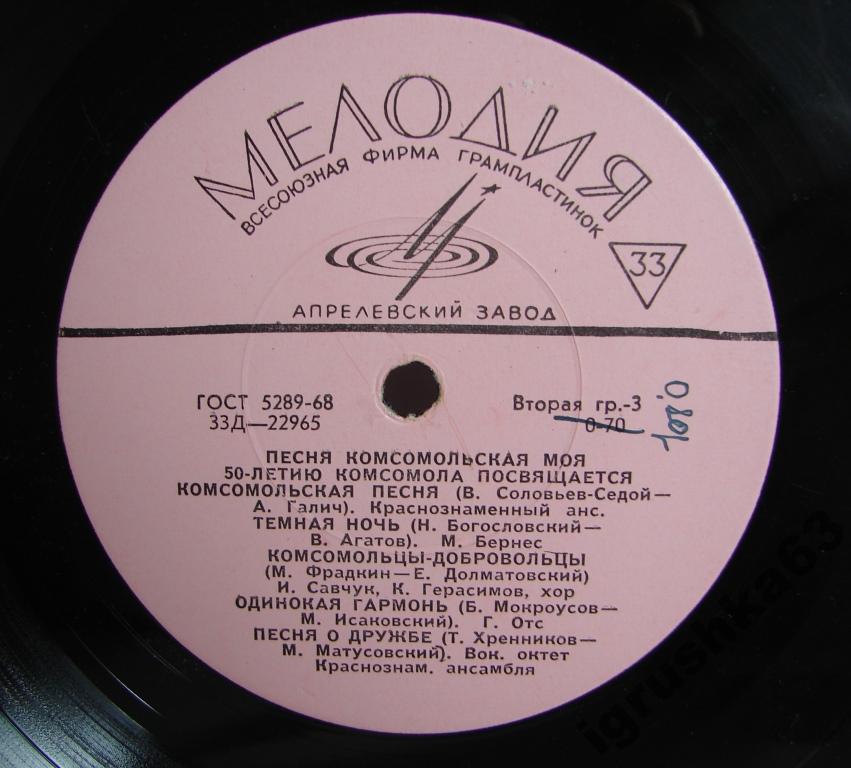 МЕЛОДИЯ
ВСЕСОЮЗНАЯ ФИРМА ГРАМПЛАСТИНОК
33
АПРЕЛЕВСКИЙ ЗАВОД
ГОСТ 5289-68
33Д—22965
Вторая гр.-3
0-70
ПЕСНЯ КОМСОМОЛЬСКАЯ МОЯ
50-ЛЕТИЮ КОМСОМОЛА ПОСВЯЩАЕТСЯ
КОМСОМОЛЬСКАЯ ПЕСНЯ (В. Соловьев-Седой—
А. Галич). Краснознаменный анс.
ТЕМНАЯ НОЧЬ (Н. Богословский—
В. Агатов). М. Бернес
КОМСОМОЛЬЦЫ-ДОБРОВОЛЬЦЫ
(М. Фрадкин—Е. Долматовский)
И. Савчук, К. Герасимов, хор
ОДИНОКАЯ ГАРМОНЬ (Б. Мокроусов—
М. Исаковский). Г. Отс
ПЕСНЯ О ДРУЖБЕ (Т. Хренников—
М. Матусовский). Вок. октет
Краснознам. ансамбля
igrushka63